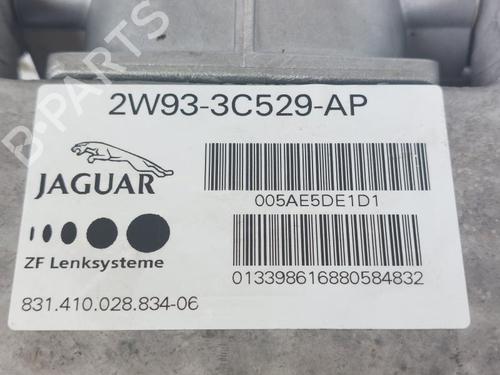 2W93-3C529-AP
JAGUAR
005AE5DE1D1
ZF Lenksysteme
013398616880584832
831.410.028.834-06
B-PARTS